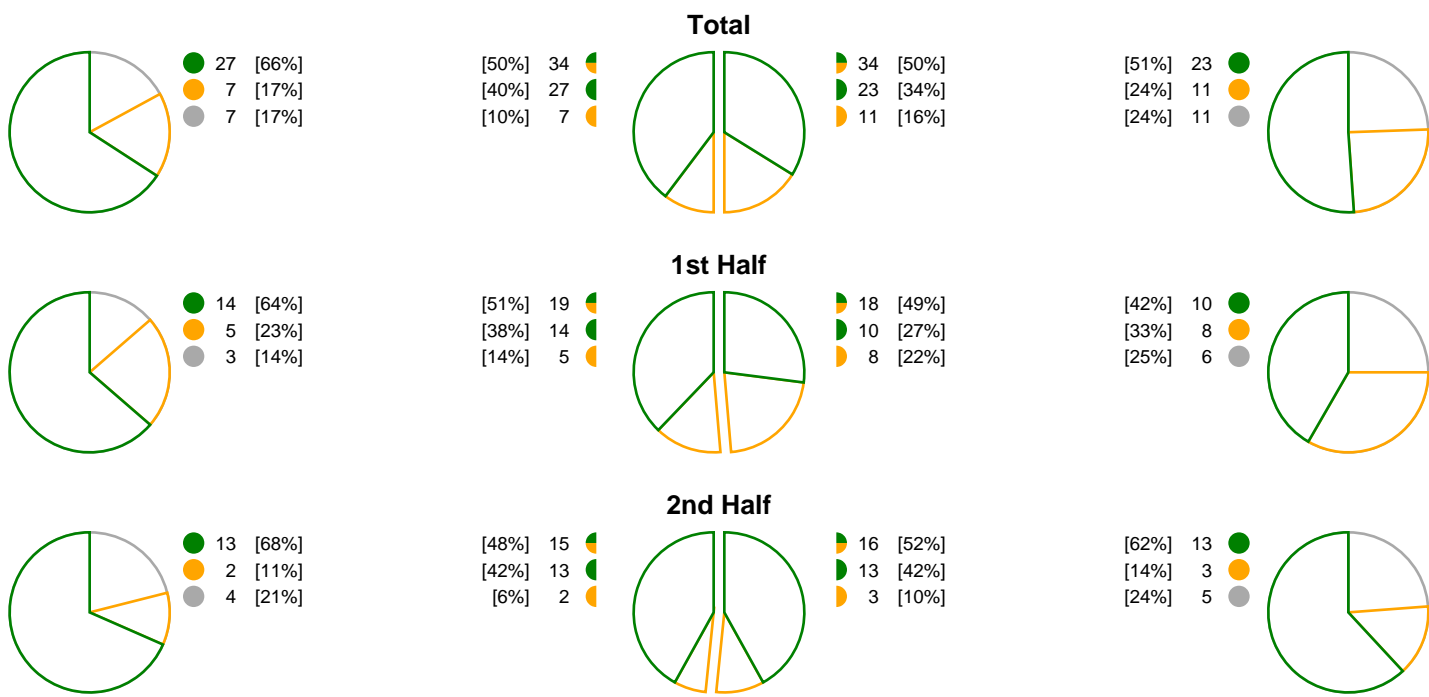 Total
27 [66%] [50%] 34 34 [50%] [51%] 23
7 [17%] [40%] 27 23 [34%] [24%] 11
7 [17%] [10%] 7 11 [16%] [24%] 11
1st Half
14 [64%] [51%] 19 18 [49%] [42%] 10
5 [23%] [38%] 14 10 [27%] [33%] 8
3 [14%] [14%] 5 8 [22%] [25%] 6
2nd Half
13 [68%] [48%] 15 16 [52%] [62%] 13
2 [11%] [42%] 13 13 [42%] [14%] 3
4 [21%] [6%] 2 3 [10%] [24%] 5